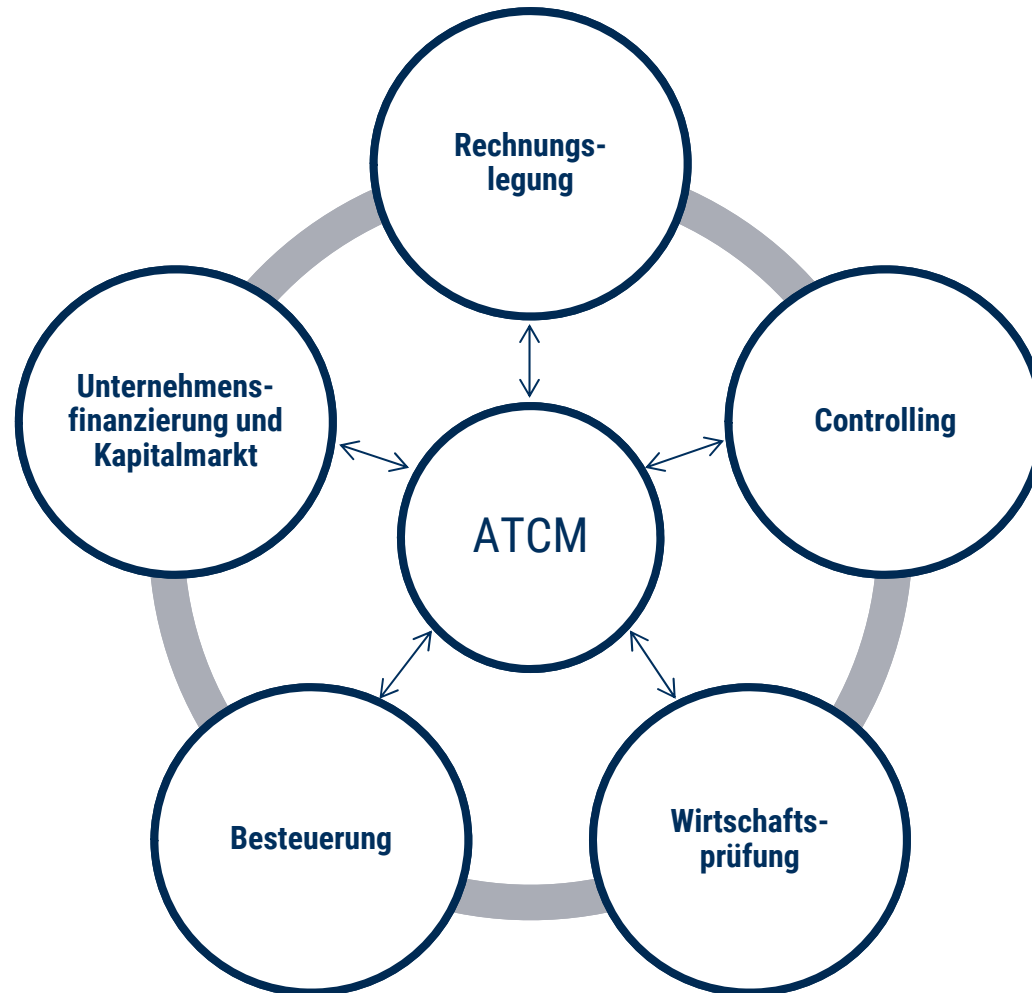 Rechnungs-
legung
Unternehmens-
finanzierung und
Kapitalmarkt
Controlling
ATCM
Besteuerung
Wirtschafts-
prüfung